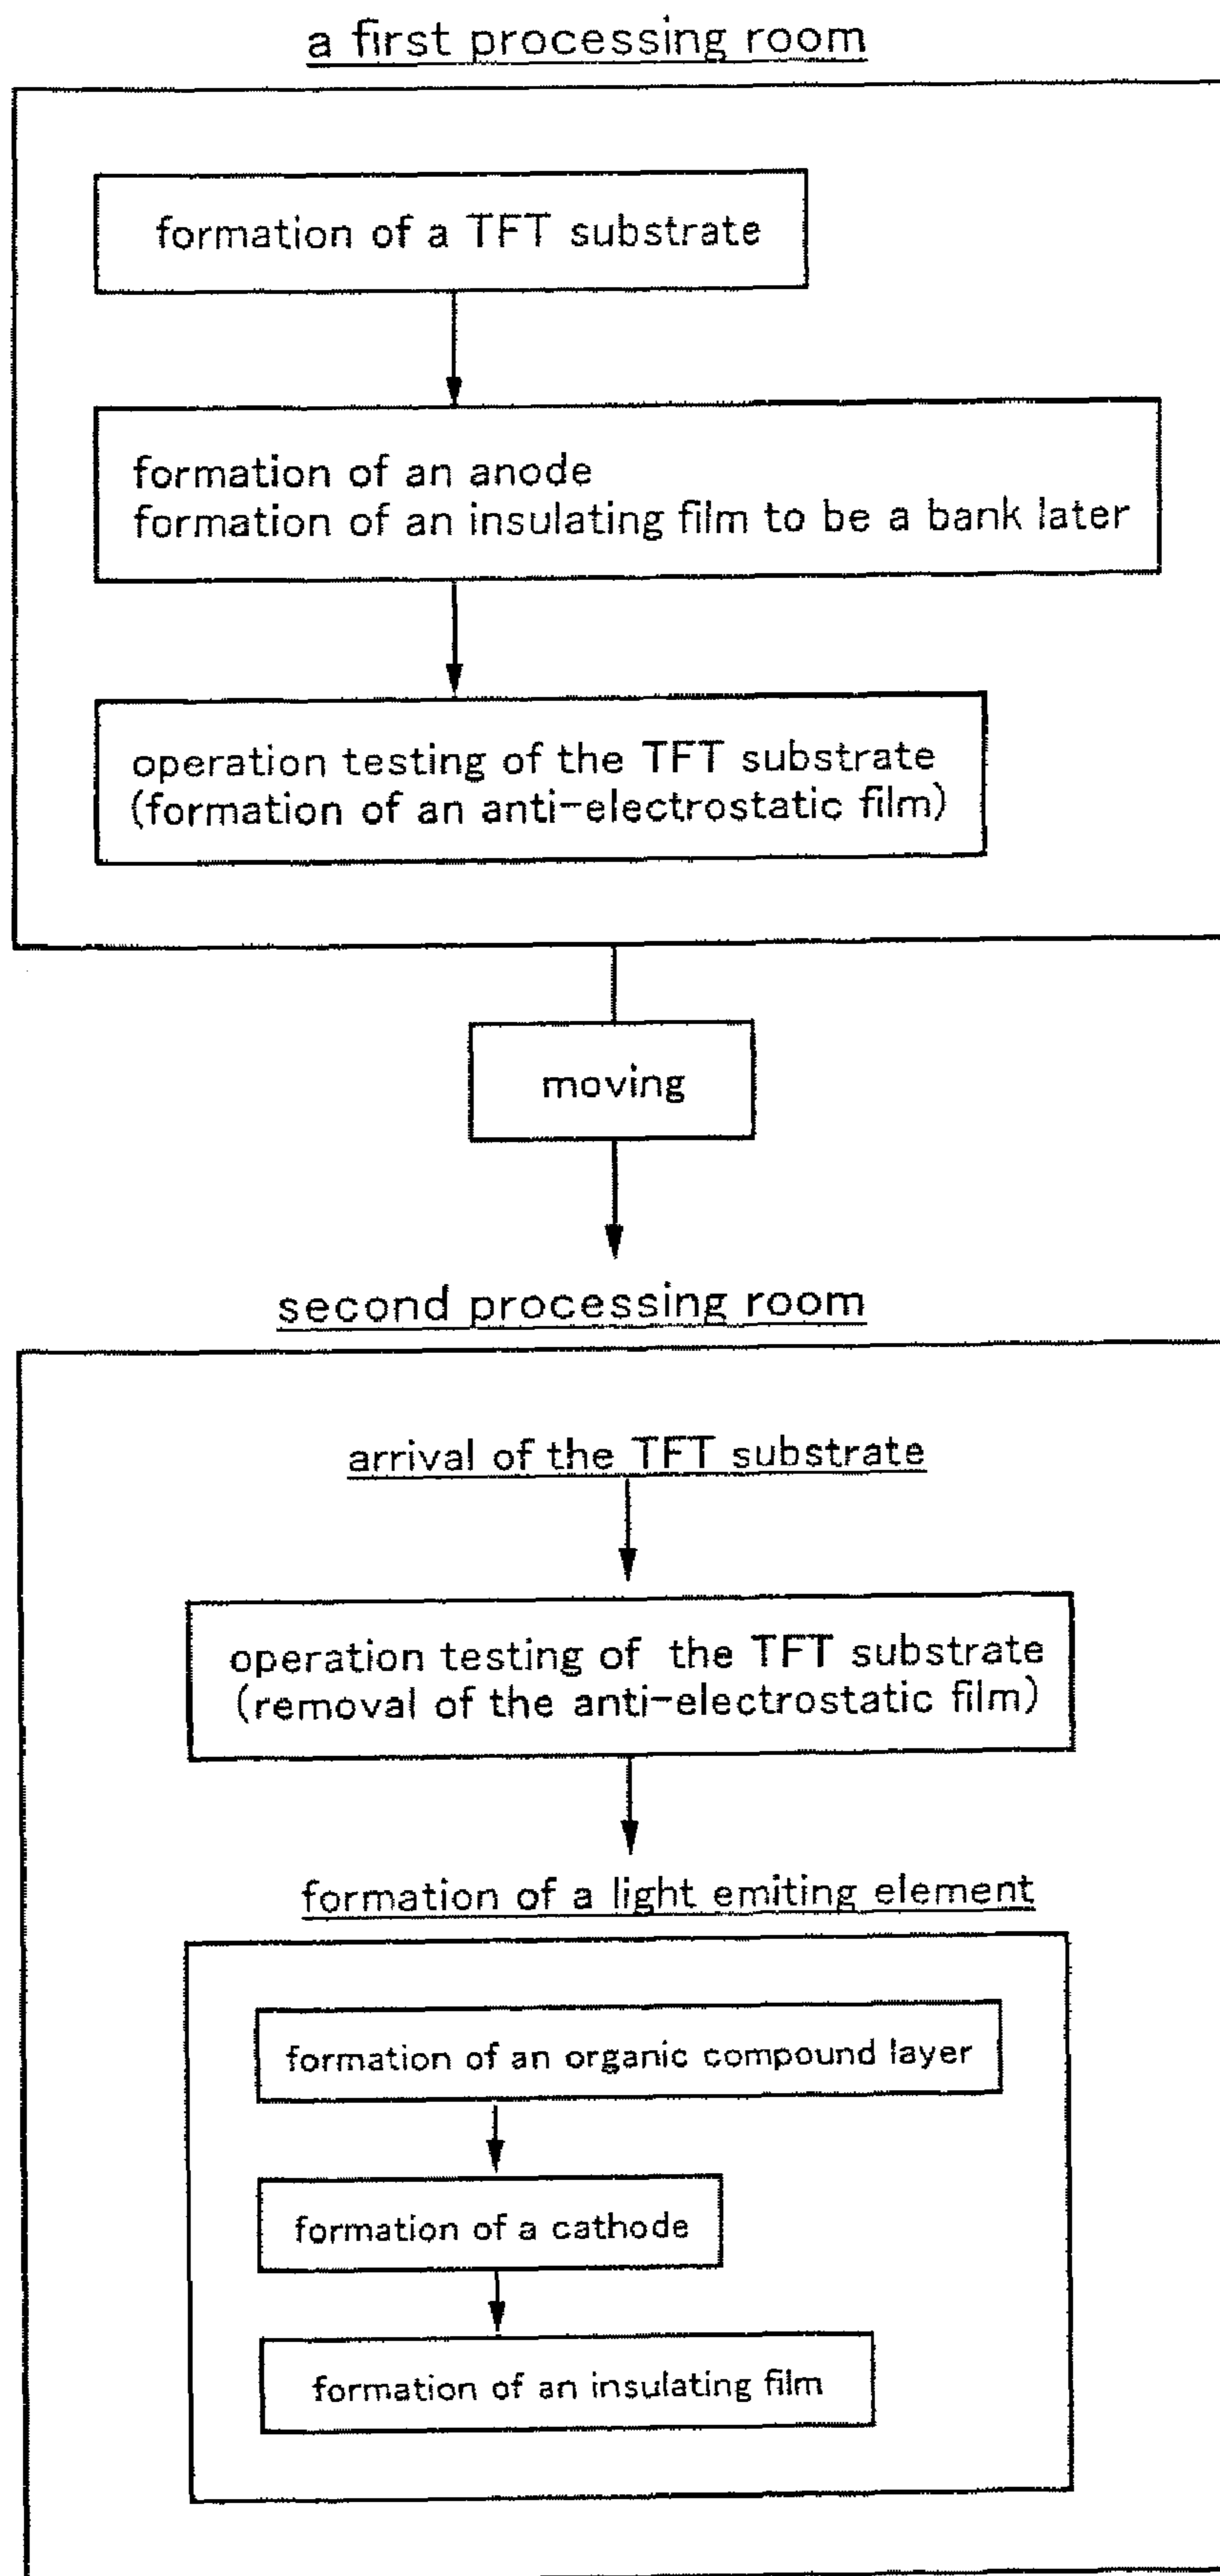 a first processing room
formation of a TFT substrate
formation of an anode
formation of an insulating film to be a bank later
operation testing of the TFT substrate
(formation of an anti-electrostatic film)
moving
second processing room
arrival of the TFT substrate
operation testing of the TFT substrate
(removal of the anti-electrostatic film)
formation of a light emiting element
formation of an organic compound layer
formation of a cathode
formation of an insulating film